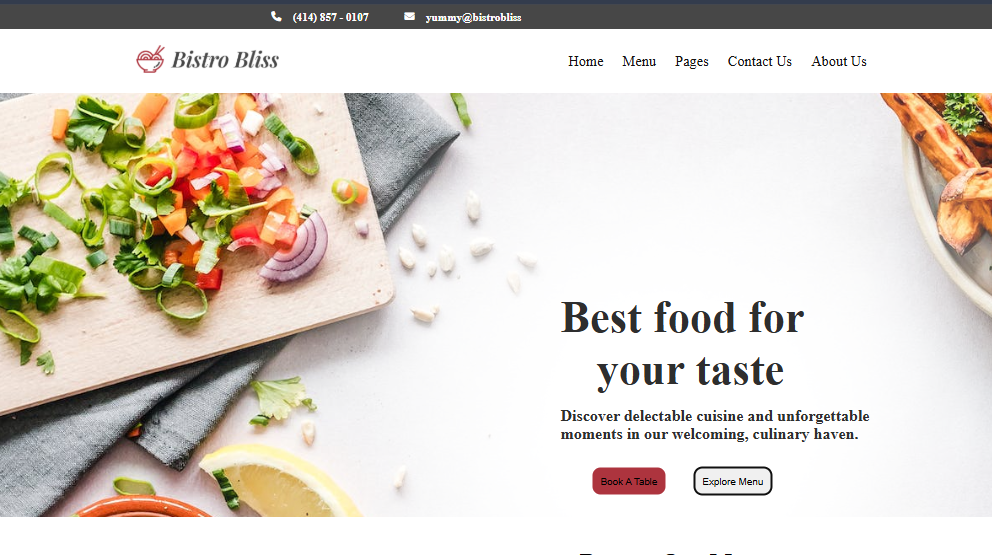 (414) 857 - 0107 yummy@bistrobliss
Bistro Bliss Home Menu Pages Contact Us About Us
Best food for
your taste
Discover delectable cuisine and unforgettable
moments in our welcoming, culinary haven.
Book A Table Explore Menu